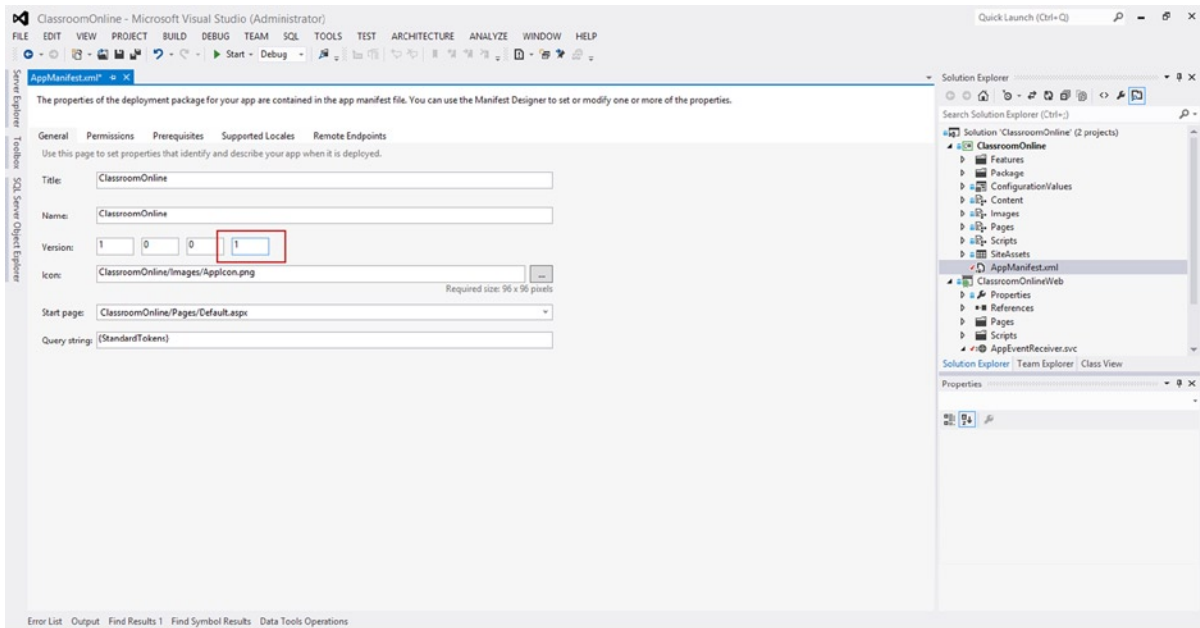 ClassroomOnline - Microsoft Visual Studio (Administrator)
Quick Launch (Ctrl+Q)
FILE EDIT VIEW PROJECT BUILD DEBUG TEAM SQL TOOLS TEST ARCHITECTURE ANALYZE WINDOW HELP
Start - Debug
Server Explorer
Toolbox
SQL Server Object Explorer
AppManifest.xml*
The properties of the deployment package for your app are contained in the app manifest file. You can use the Manifest Designer to set or modify one or more of the properties.
General Permissions Prerequisites Supported Locales Remote Endpoints
Use this page to set properties that identify and describe your app when it is deployed.
Title: ClassroomOnline
Name: ClassroomOnline
Version: 1 0 0 1
Icon: ClassroomOnline/Images/AppIcon.png ...
Required size: 96 x 96 pixels
Start page: ClassroomOnline/Pages/Default.aspx
Query string: {StandardTokens}
Solution Explorer
Search Solution Explorer (Ctrl+;)
Solution 'ClassroomOnline' (2 projects)
ClassroomOnline
Features
Package
ConfigurationValues
Content
Images
Pages
Scripts
SiteAssets
AppManifest.xml
ClassroomOnlineWeb
Properties
References
Pages
Scripts
AppEventReceiver.svc
Solution Explorer Team Explorer Class View
Properties
Error List Output Find Results 1 Find Symbol Results Data Tools Operations